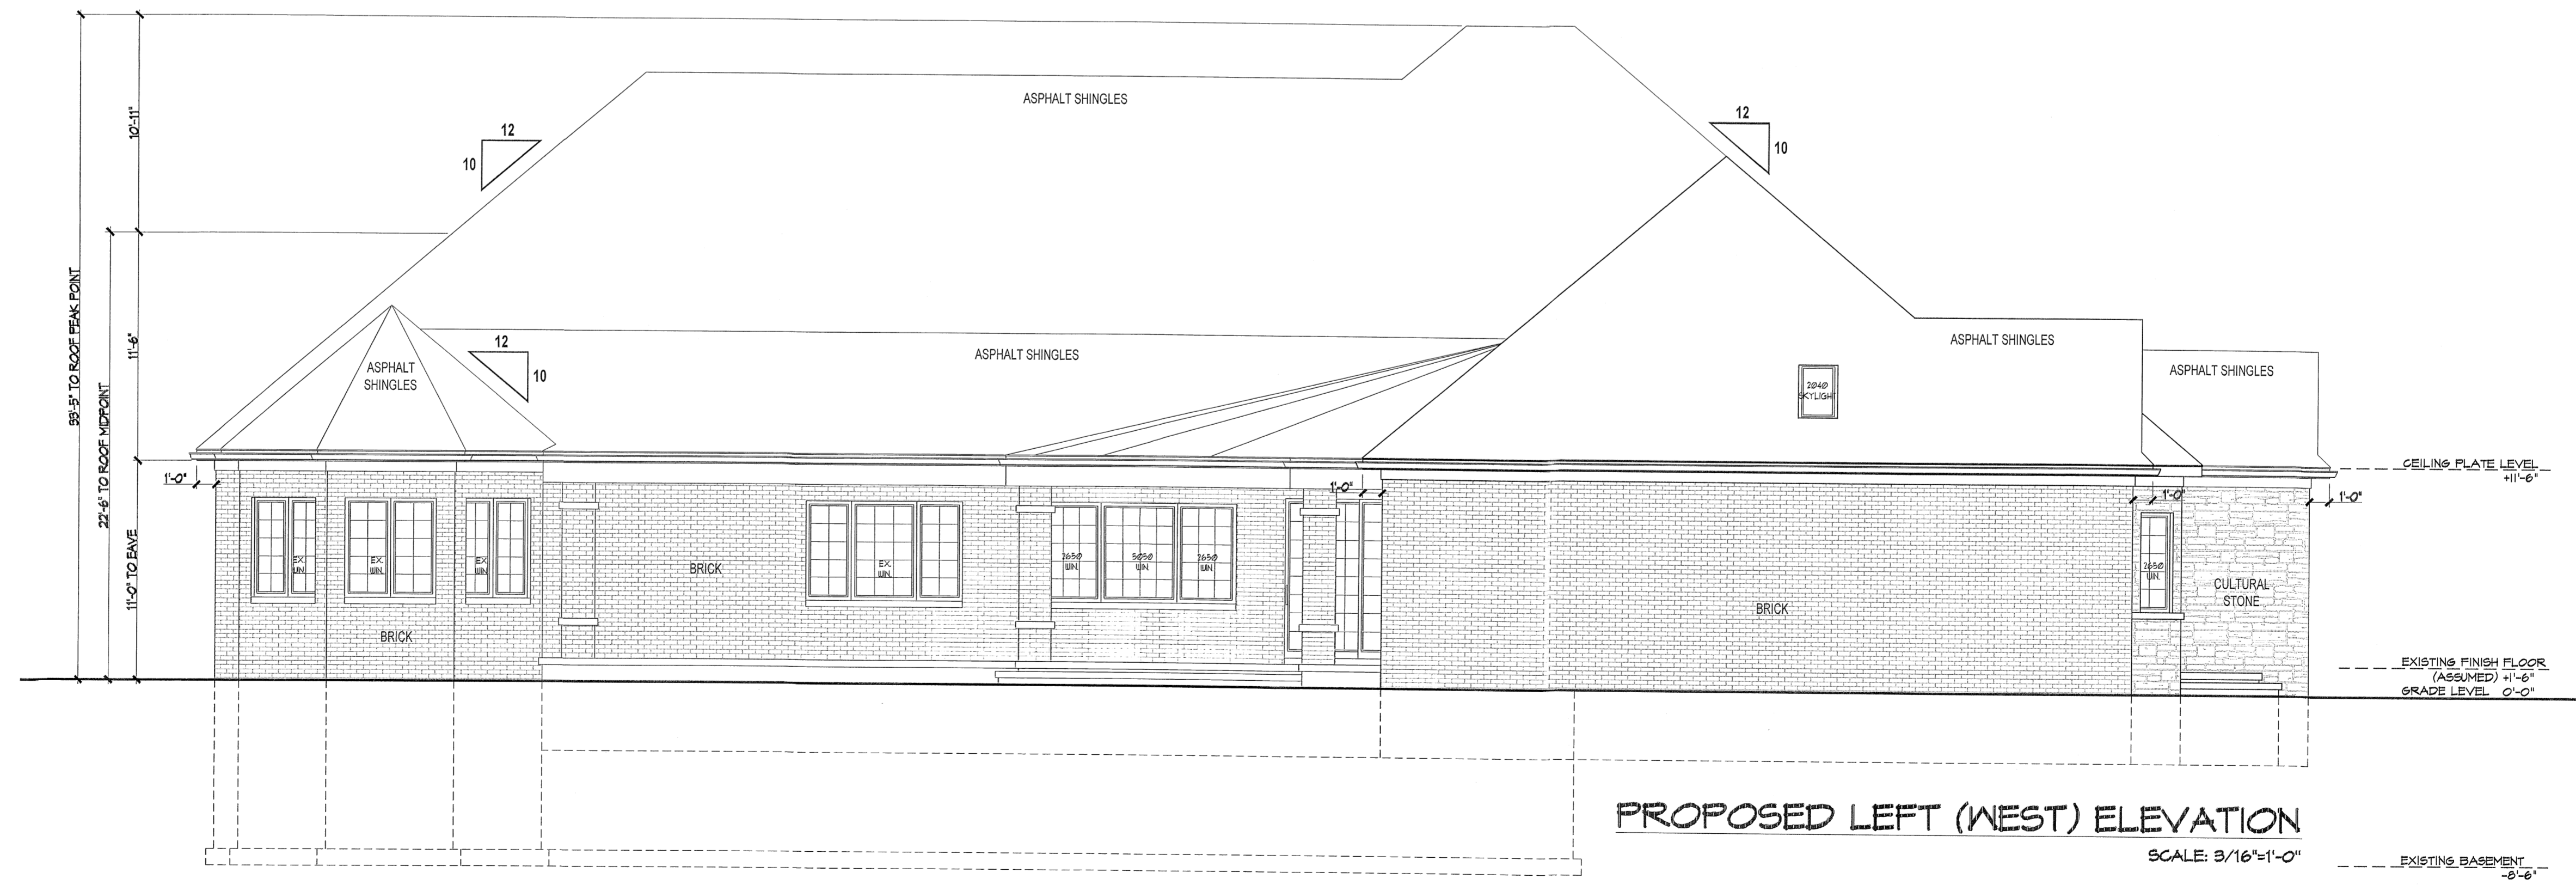 33'-5" TO ROOF PEAK POINT
22'-6" TO ROOF MIDPOINT
10'-11"
11'-6"
11'-0" TO EAVE
12
10
12
10
12
10
ASPHALT SHINGLES
ASPHALT
SHINGLES
ASPHALT SHINGLES
ASPHALT SHINGLES
ASPHALT SHINGLES
2040
SKYLIGHT
1'-0"
1'-0"
1'-0"
1'-0"
EX.
WIN.
EX.
WIN.
EX.
WIN.
BRICK
BRICK
EX.
WIN.
2650
WIN.
5050
WIN.
2650
WIN.
BRICK
2650
WIN.
CULTURAL
STONE
CEILING PLATE LEVEL
+11'-6"
EXISTING FINISH FLOOR
(ASSUMED) +1'-6"
GRADE LEVEL 0'-0"
PROPOSED LEFT (WEST) ELEVATION
SCALE: 3/16"=1'-0"
EXISTING BASEMENT
-8'-6"